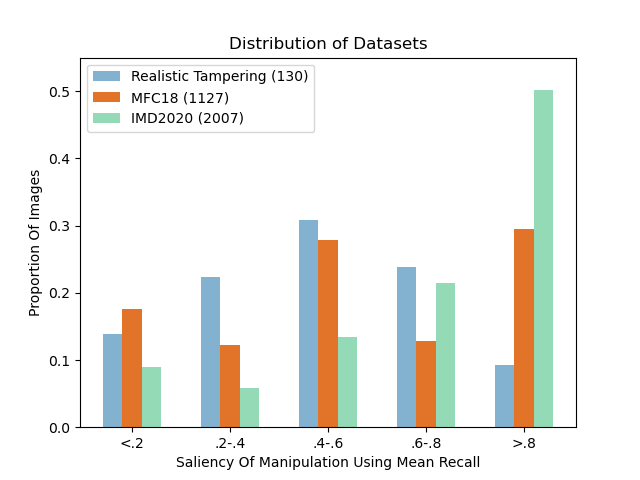 Distribution of Datasets
Realistic Tampering (130)
MFC18 (1127)
IMD2020 (2007)
Proportion Of Images
0.5
0.4
0.3
0.2
0.1
0.0
<.2
.2-.4
.4-.6
.6-.8
>.8
Saliency Of Manipulation Using Mean Recall